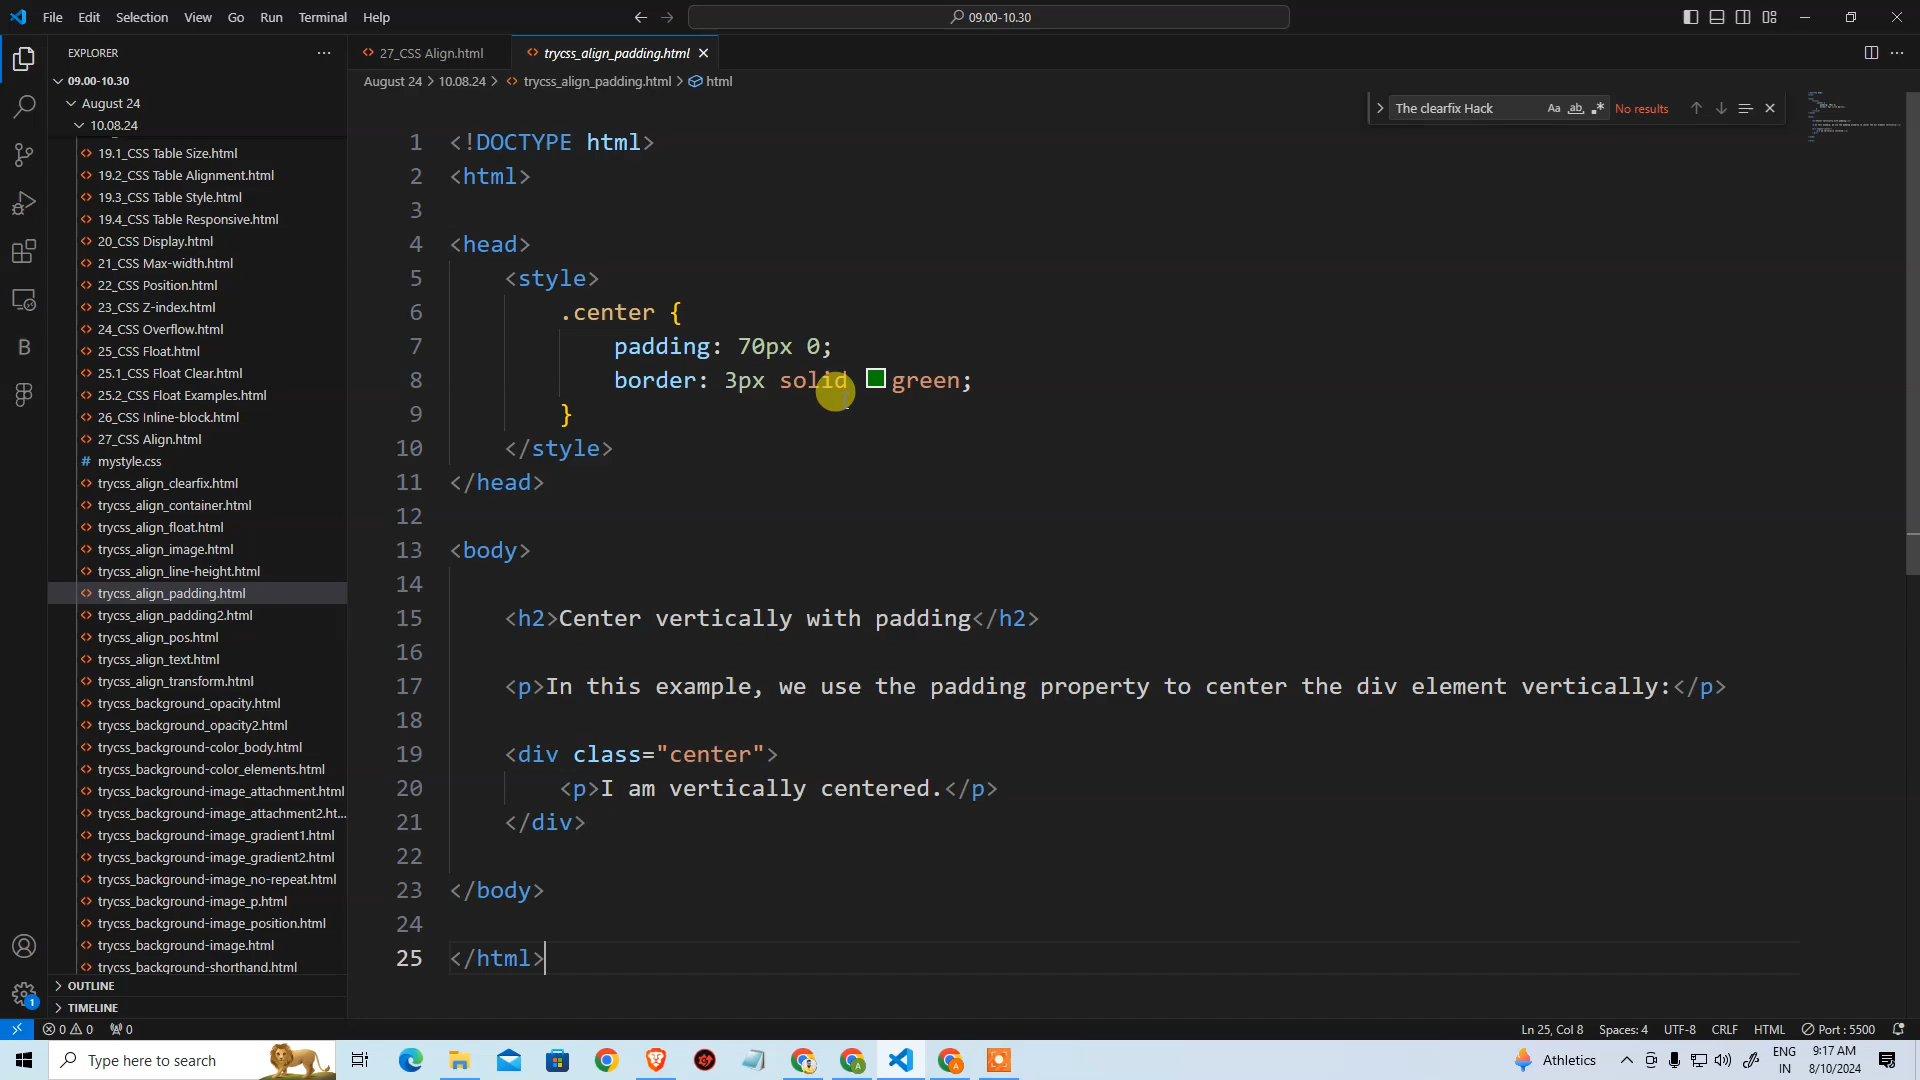 File Edit Selection View Go Run Terminal Help
09.00-10.30
EXPLORER
09.00-10.30
August 24
10.08.24
19.1_CSS Table Size.html
19.2_CSS Table Alignment.html
19.3_CSS Table Style.html
19.4_CSS Table Responsive.html
20_CSS Display.html
21_CSS Max-width.html
22_CSS Position.html
23_CSS Z-index.html
24_CSS Overflow.html
25_CSS Float.html
25.1_CSS Float Clear.html
25.2_CSS Float Examples.html
26_CSS Inline-block.html
27_CSS Align.html
# mystyle.css
trycss_align_clearfix.html
trycss_align_container.html
trycss_align_float.html
trycss_align_image.html
trycss_align_line-height.html
trycss_align_padding.html
trycss_align_padding2.html
trycss_align_pos.html
trycss_align_text.html
trycss_align_transform.html
trycss_background_opacity.html
trycss_background_opacity2.html
trycss_background-color_body.html
trycss_background-color_elements.html
trycss_background-image_attachment.html
trycss_background-image_attachment2.ht...
trycss_background-image_gradient1.html
trycss_background-image_gradient2.html
trycss_background-image_no-repeat.html
trycss_background-image_p.html
trycss_background-image_position.html
trycss_background-image.html
trycss_background-shorthand.html
OUTLINE
TIMELINE
27_CSS Align.html
trycss_align_padding.html
August 24 > 10.08.24 > trycss_align_padding.html > html
The clearfix Hack Aa ab .* No results
1 <!DOCTYPE html>
2 <html>
3
4 <head>
5 <style>
6 .center {
7 padding: 70px 0;
8 border: 3px solid green;
9 }
10 </style>
11 </head>
12
13 <body>
14
15 <h2>Center vertically with padding</h2>
16
17 <p>In this example, we use the padding property to center the div element vertically:</p>
18
19 <div class="center">
20 <p>I am vertically centered.</p>
21 </div>
22
23 </body>
24
25 </html>
B
1
0 0 0
Ln 25, Col 8 Spaces: 4 UTF-8 CRLF HTML Port : 5500
Type here to search
Athletics
ENG
IN
9:17 AM
8/10/2024